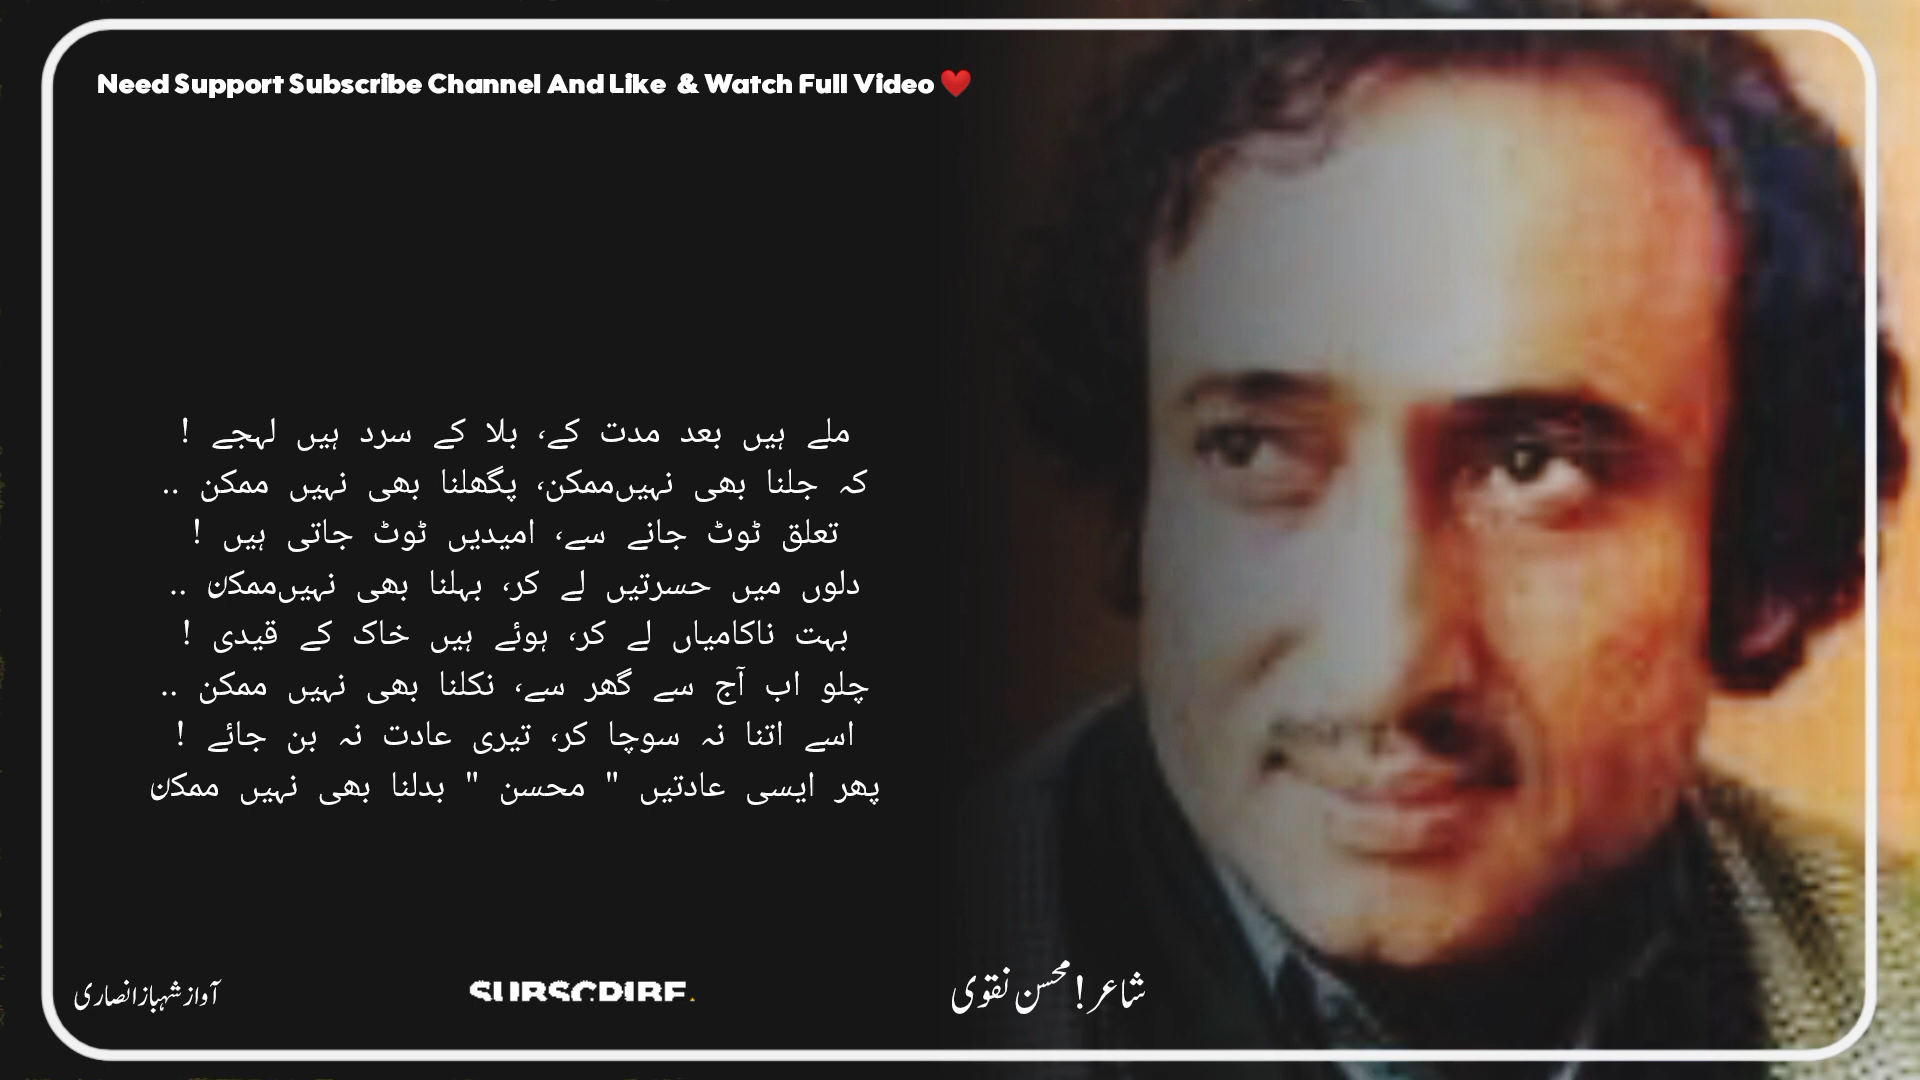 Need Support Subscribe Channel And Like & Watch Full Video ❤️
ملے ہیں بعد مدت کے، بلا کے سرد ہیں لہجے !
کہ جلنا بھی نہیں‌ممکن، پگھلنا بھی نہیں ممکن ..
تعلق ٹوٹ جانے سے، امیدیں ٹوٹ جاتی ہیں !
دلوں میں حسرتیں لے کر، بہلنا بھی نہیں‌ممکن ..
بہت ناکامیاں لے کر، ہوئے ہیں خاک کے قیدی !
چلو اب آج سے گھر سے، نکلنا بھی نہیں ممکن ..
اسے اتنا نہ سوچا کر، تیری عادت نہ بن جائے !
پھر ایسی عادتیں " محسن " بدلنا بھی نہیں ممکن
شاعر ! محسن نقوی
SUBSCRIBE.
آواز شہباز انصاری